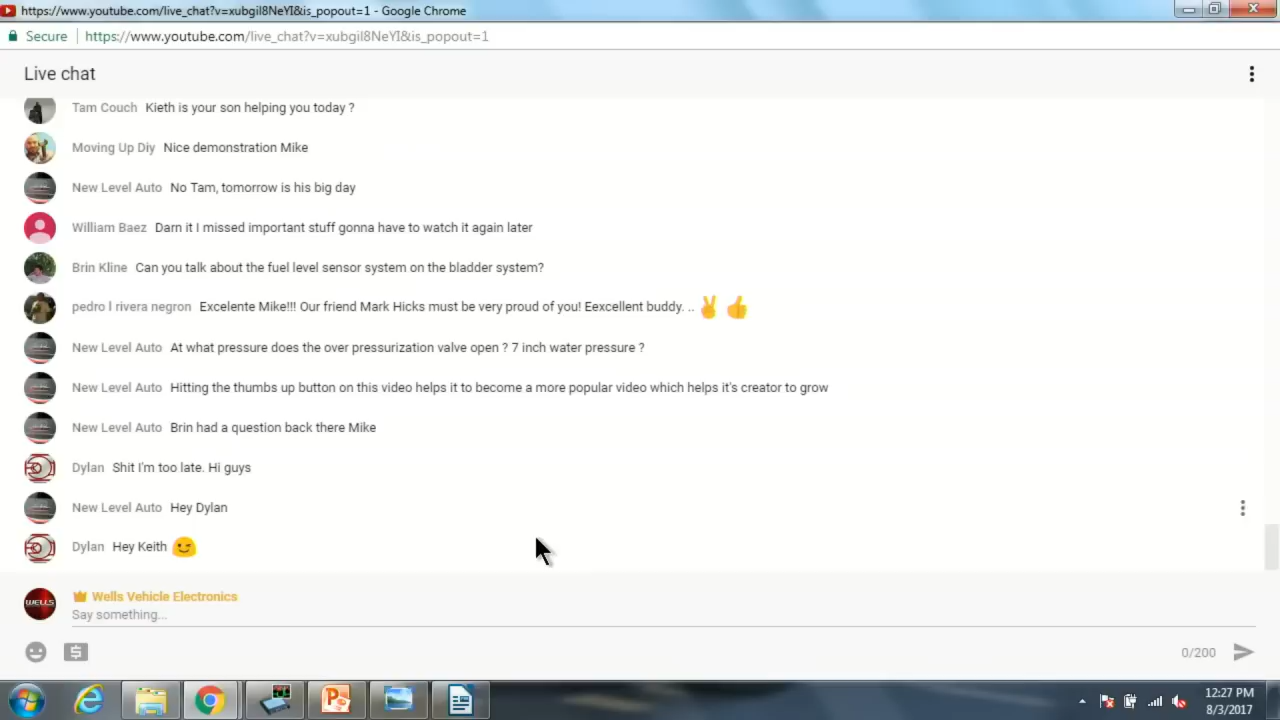 https://www.youtube.com/live_chat?v=xubgil8NeYI&is_popout=1 - Google Chrome
Secure https://www.youtube.com/live_chat?v=xubgil8NeYI&is_popout=1
Live chat
Tam Couch Kieth is your son helping you today ?
Moving Up Diy Nice demonstration Mike
New Level Auto No Tam, tomorrow is his big day
William Baez Darn it I missed important stuff gonna have to watch it again later
Brin Kline Can you talk about the fuel level sensor system on the bladder system?
pedro l rivera negron Excelente Mike!!! Our friend Mark Hicks must be very proud of you! Eexcellent buddy. .. ✌👍
New Level Auto At what pressure does the over pressurization valve open ? 7 inch water pressure ?
New Level Auto Hitting the thumbs up button on this video helps it to become a more popular video which helps it's creator to grow
New Level Auto Brin had a question back there Mike
Dylan Shit I'm too late. Hi guys
New Level Auto Hey Dylan
Dylan Hey Keith 😉
WELLS Wells Vehicle Electronics
Say something...
0/200
12:27 PM
8/3/2017